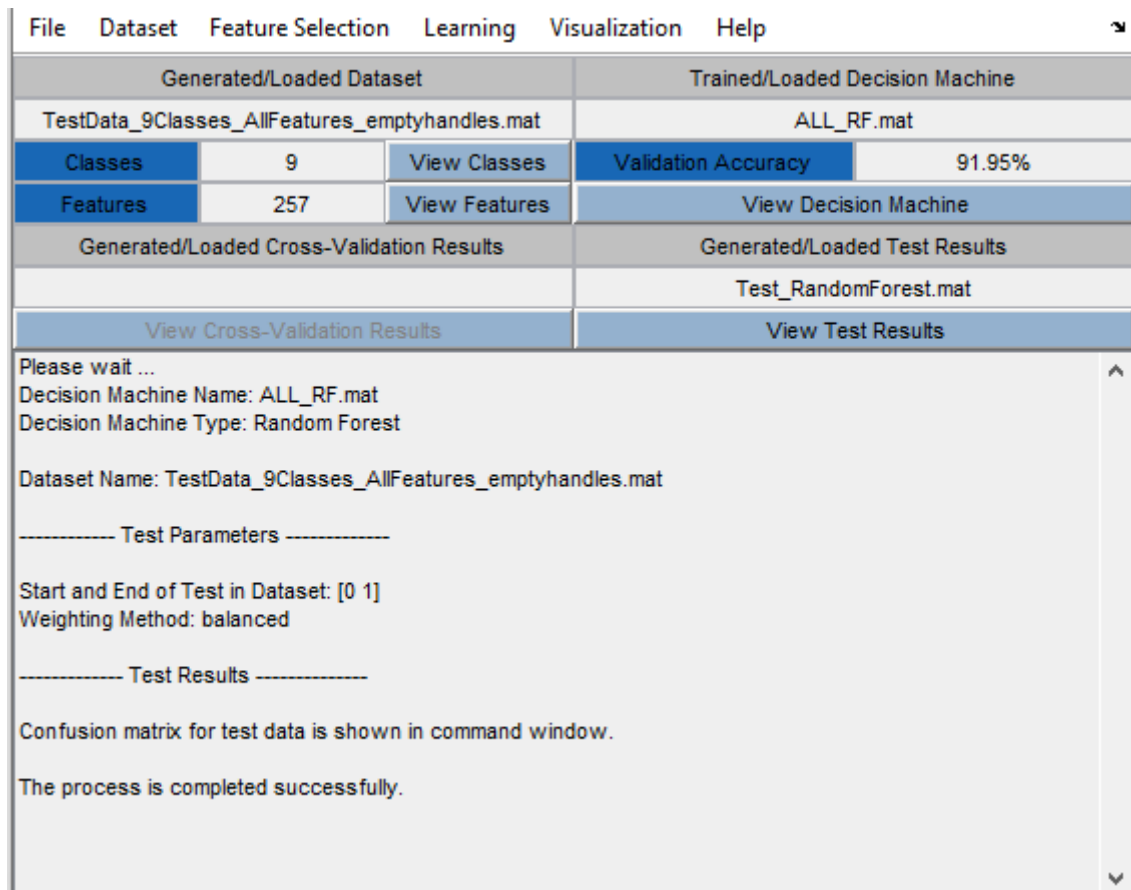 File Dataset Feature Selection Learning Visualization Help
Generated/Loaded Dataset Trained/Loaded Decision Machine
TestData_9Classes_AllFeatures_emptyhandles.mat ALL_RF.mat
Classes 9 View Classes Validation Accuracy 91.95%
Features 257 View Features View Decision Machine
Generated/Loaded Cross-Validation Results Generated/Loaded Test Results
Test_RandomForest.mat
View Cross-Validation Results View Test Results
Please wait ...
Decision Machine Name: ALL_RF.mat
Decision Machine Type: Random Forest
Dataset Name: TestData_9Classes_AllFeatures_emptyhandles.mat
------------ Test Parameters -------------
Start and End of Test in Dataset: [0 1]
Weighting Method: balanced
------------- Test Results --------------
Confusion matrix for test data is shown in command window.
The process is completed successfully.